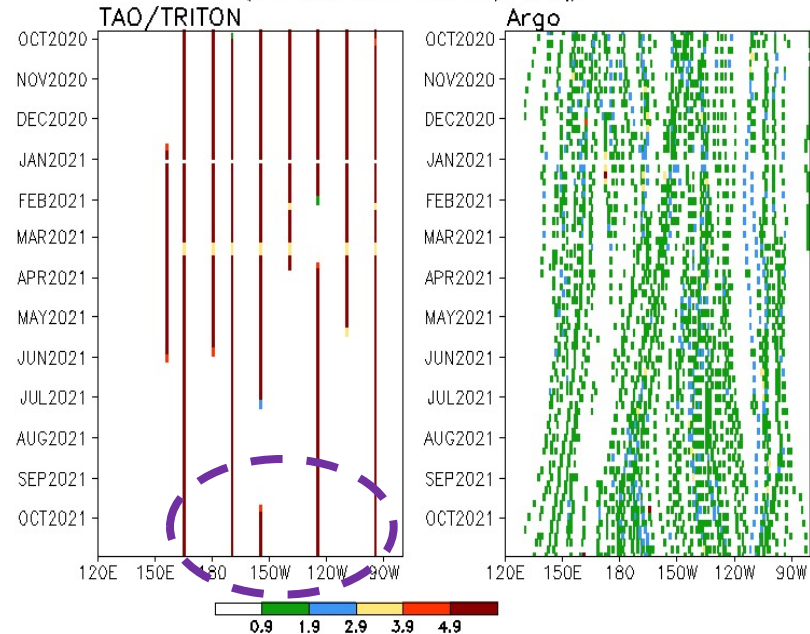 TAO/TRITON
OCT2020
NOV2020
DEC2020
JAN2021
FEB2021
MAR2021
APR2021
MAY2021
JUN2021
JUL2021
AUG2021
SEP2021
OCT2021
120E 150E 180 150W 120W 90W
Argo
OCT2020
NOV2020
DEC2020
JAN2021
FEB2021
MAR2021
APR2021
MAY2021
JUN2021
JUL2021
AUG2021
SEP2021
OCT2021
120E 150E 180 150W 120W 90W
0.9 1.9 2.9 3.9 4.9